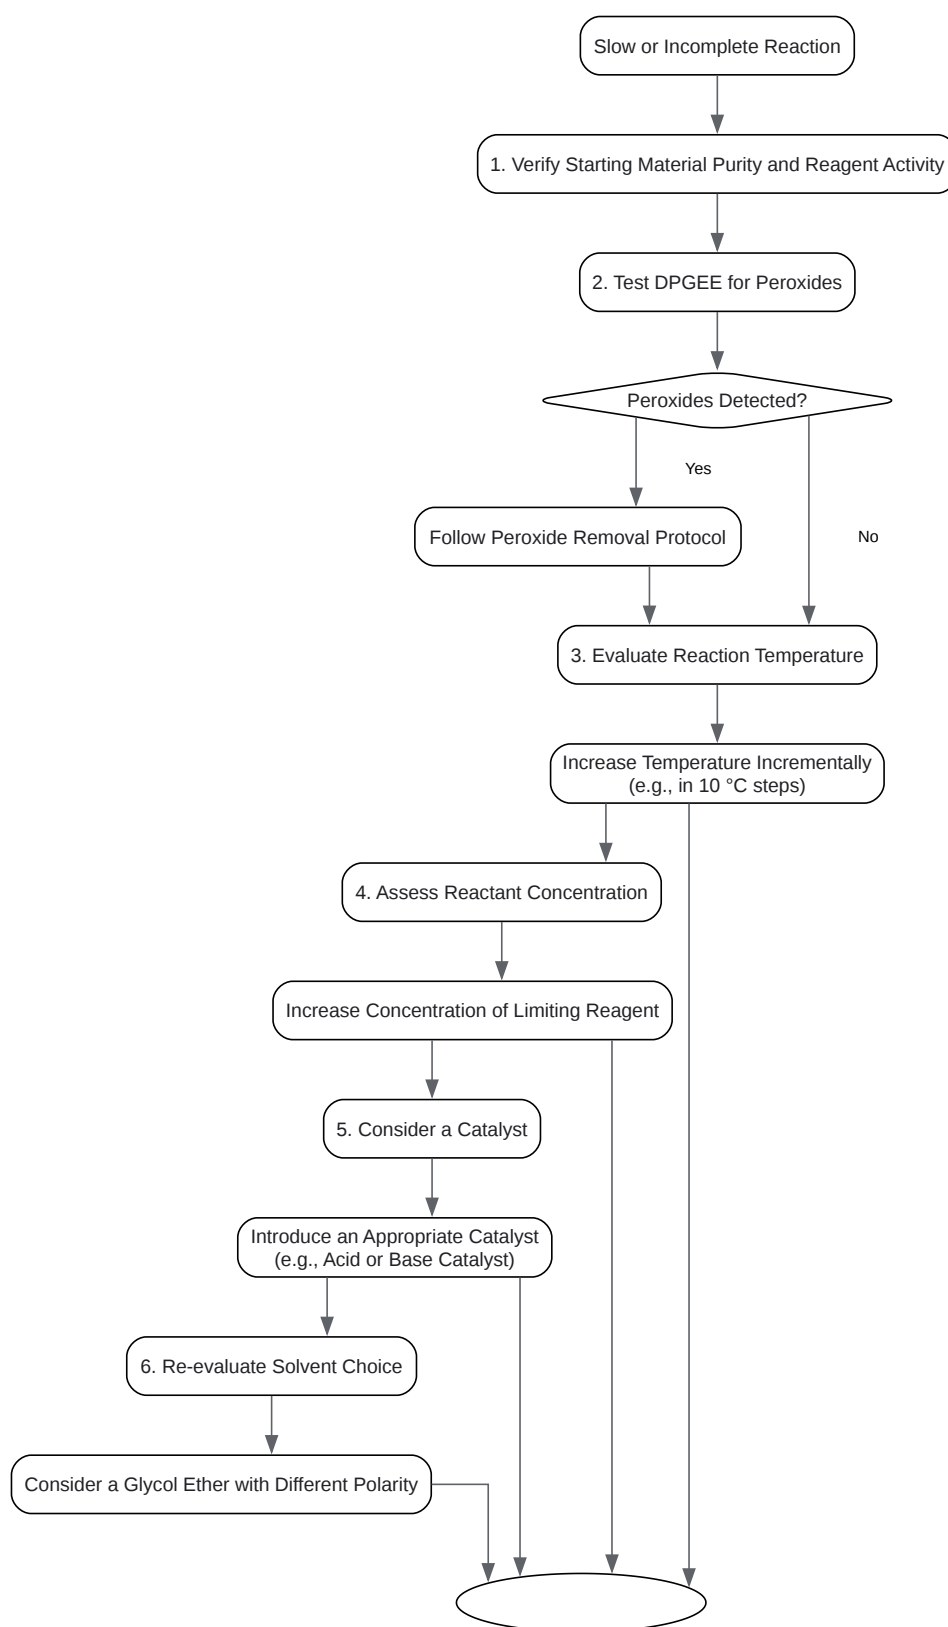 Slow or Incomplete Reaction
1. Verify Starting Material Purity and Reagent Activity
2. Test DPGEE for Peroxides
Peroxides Detected?
Yes
Follow Peroxide Removal Protocol
No
3. Evaluate Reaction Temperature
Increase Temperature Incrementally
(e.g., in 10 °C steps)
4. Assess Reactant Concentration
Increase Concentration of Limiting Reagent
5. Consider a Catalyst
Introduce an Appropriate Catalyst
(e.g., Acid or Base Catalyst)
6. Re-evaluate Solvent Choice
Consider a Glycol Ether with Different Polarity